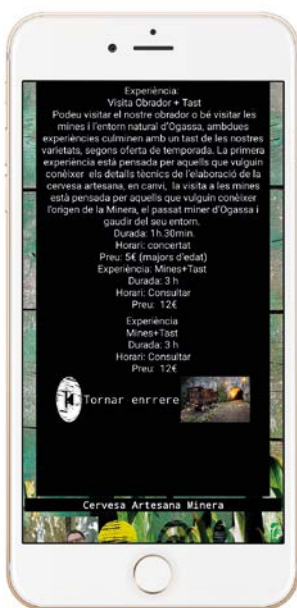 Experiència:
Visita Obrador + Tast
Podeu visitar el nostre obrador o bé visitar les
mines i l'entorn natural d'Ogassa, ambdues
experiències culminen amb un tast de les nostres
varietats, segons oferta de temporada. La primera
experiència està pensada per aquells que vulguin
conèixer els detalls tècnics de l'elaboració de la
cervesa artesana, en canvi, la visita a les mines
està pensada per aquells que vulguin conèixer
l'origen de la Minera, el passat miner d'Ogassa i
gaudir del seu entorn.
Durada: 1h.30min.
Horari: concertat
Preu: 5€ (majors d'edat)
Experiència: Mines+Tast
Durada: 3 h
Horari: Consultar
Preu: 12€
Experiència
Mines+Tast
Durada: 3 h
Horari: Consultar
Preu: 12€
Tornar enrrere
Cervesa Artesana Minera